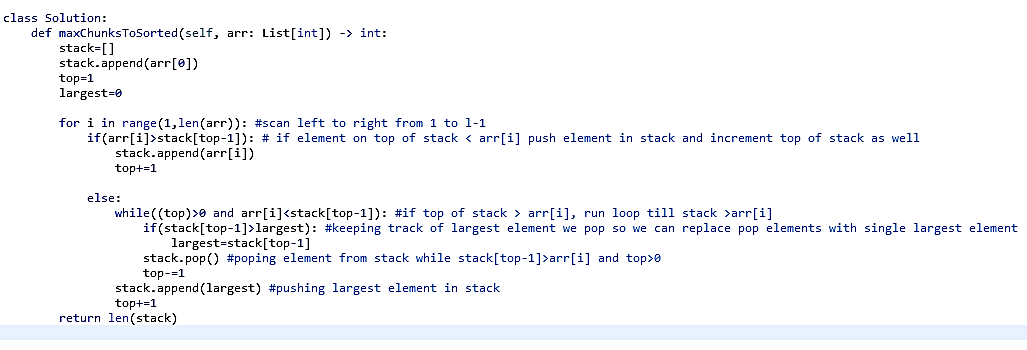 class Solution:
    def maxChunksToSorted(self, arr: List[int]) -> int:
        stack=[]
        stack.append(arr[0])
        top=1
        largest=0
        for i in range(1,len(arr)): #scan left to right from 1 to l-1
            if(arr[i]>stack[top-1]): # if element on top of stack < arr[i] push element in stack and increment top of stack as well
                stack.append(arr[i])
                top+=1
            else:
                while((top)>0 and arr[i]<stack[top-1]): #if top of stack > arr[i], run loop till stack >arr[i]
                    if(stack[top-1]>largest): #keeping track of largest element we pop so we can replace pop elements with single largest element
                        largest=stack[top-1]
                    stack.pop() #poping element from stack while stack[top-1]>arr[i] and top>0
                    top-=1
                stack.append(largest) #pushing largest element in stack
                top+=1
        return len(stack)